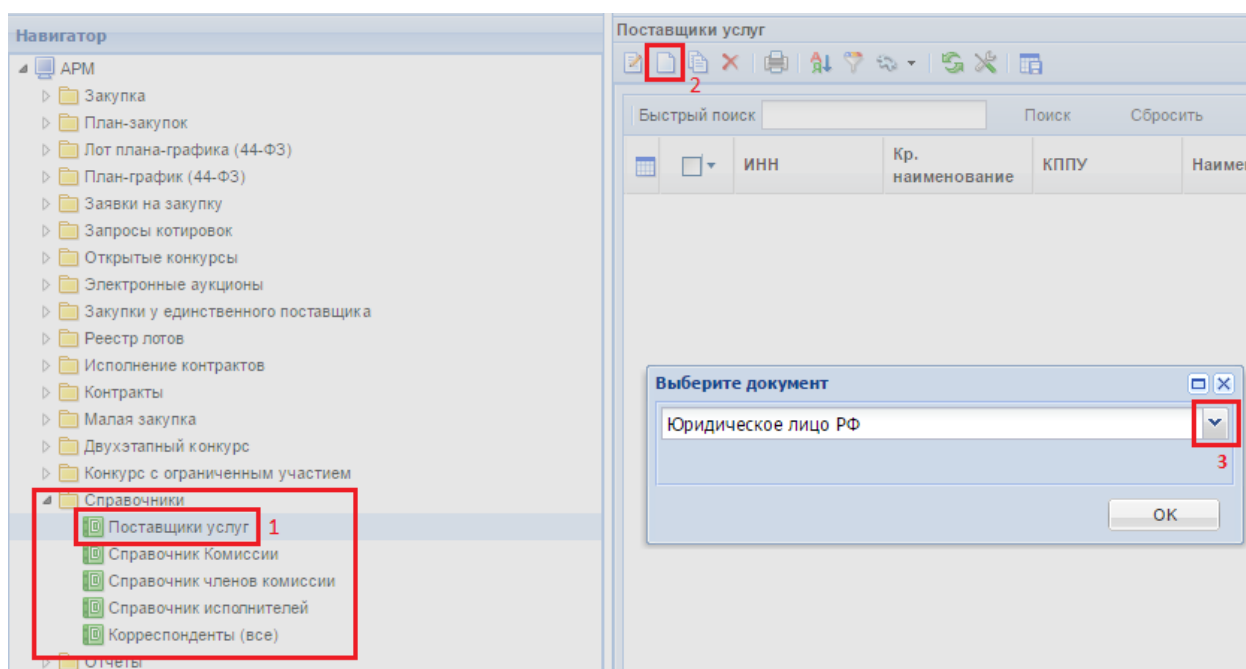 Навигатор
АРМ
Закупка
План-закупок
Лот плана-графика (44-ФЗ)
План-график (44-ФЗ)
Заявки на закупку
Запросы котировок
Открытые конкурсы
Электронные аукционы
Закупки у единственного поставщика
Реестр лотов
Исполнение контрактов
Контракты
Малая закупка
Двухэтапный конкурс
Конкурс с ограниченным участием
Справочники
Поставщики услуг 1
Справочник Комиссии
Справочник членов комиссии
Справочник исполнителей
Корреспонденты (все)
Отчеты
Поставщики услуг
2
Быстрый поиск Поиск Сбросить
ИНН Кр. наименование КППУ Наимен
Выберите документ
Юридическое лицо РФ
3
ОК